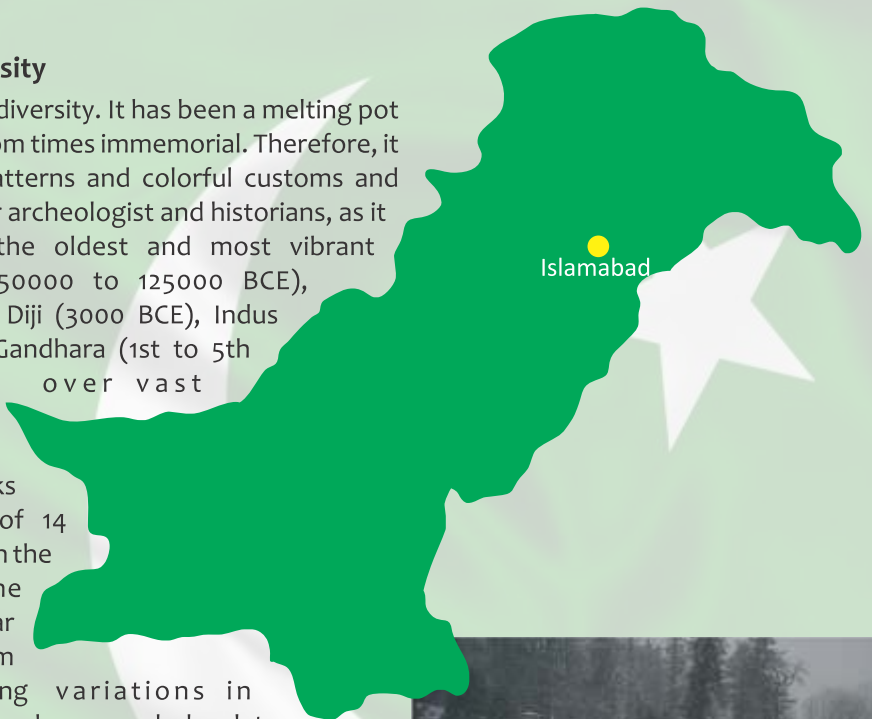 sity
diversity. It has been a melting pot
om times immemorial. Therefore, it
atterns and colorful customs and
r archeologist and historians, as it
the oldest and most vibrant
50000 to 125000 BCE),
Diji (3000 BCE), Indus
Gandhara (1st to 5th
over vast
ks
of 14
n the
ne
ar
m
ng variations in
Islamabad